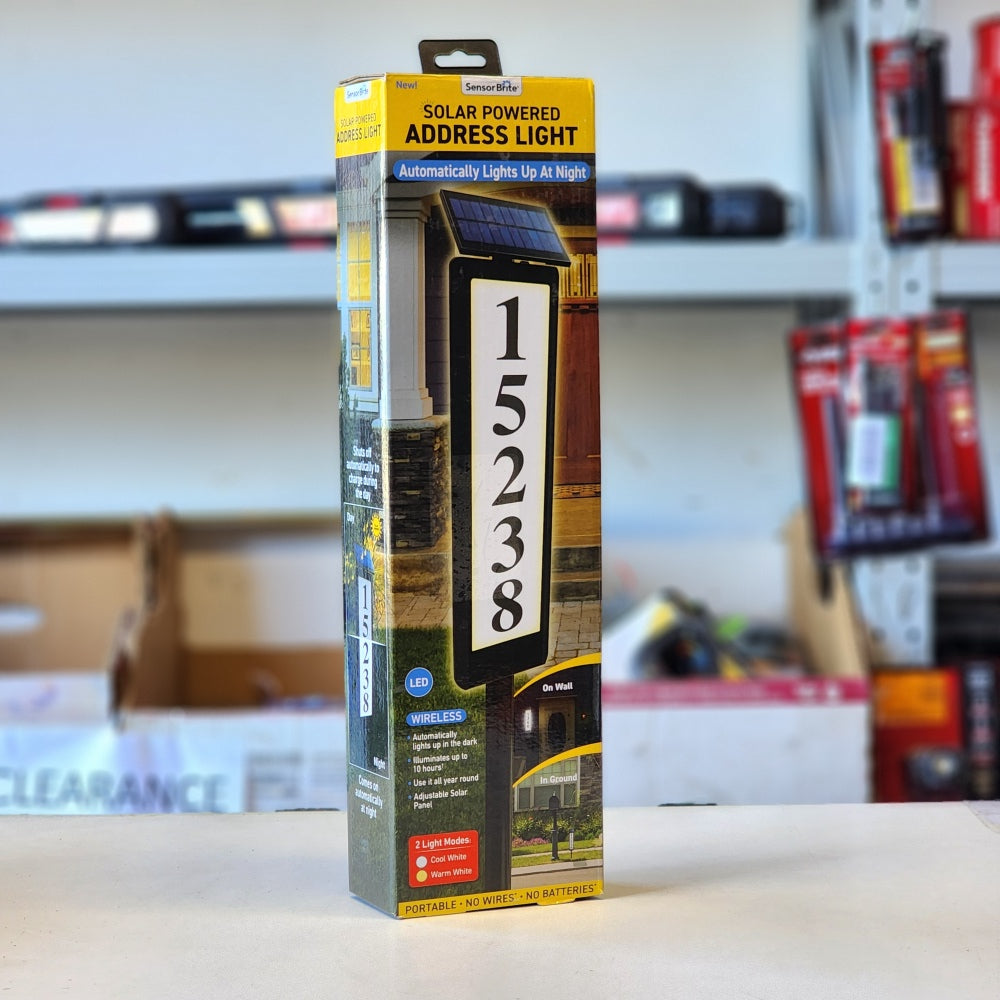 SensorBrite
SOLAR POWERED
ADDRESS LIGHT
Shuts off
automatically to
charge during
the day
Day
1
5
2
3
8
Night
Comes on
automatically
at night
New!
SensorBrite®
SOLAR POWERED
ADDRESS LIGHT
Automatically Lights Up At Night
1
5
2
3
8
LED
WIRELESS
• Automatically
lights up in the dark
• Illuminates up to
10 hours†
• Use it all year round
• Adjustable Solar
Panel
2 Light Modes:
Cool White
Warm White
On Wall
In Ground
PORTABLE • NO WIRES† • NO BATTERIES†
CLEARANCE